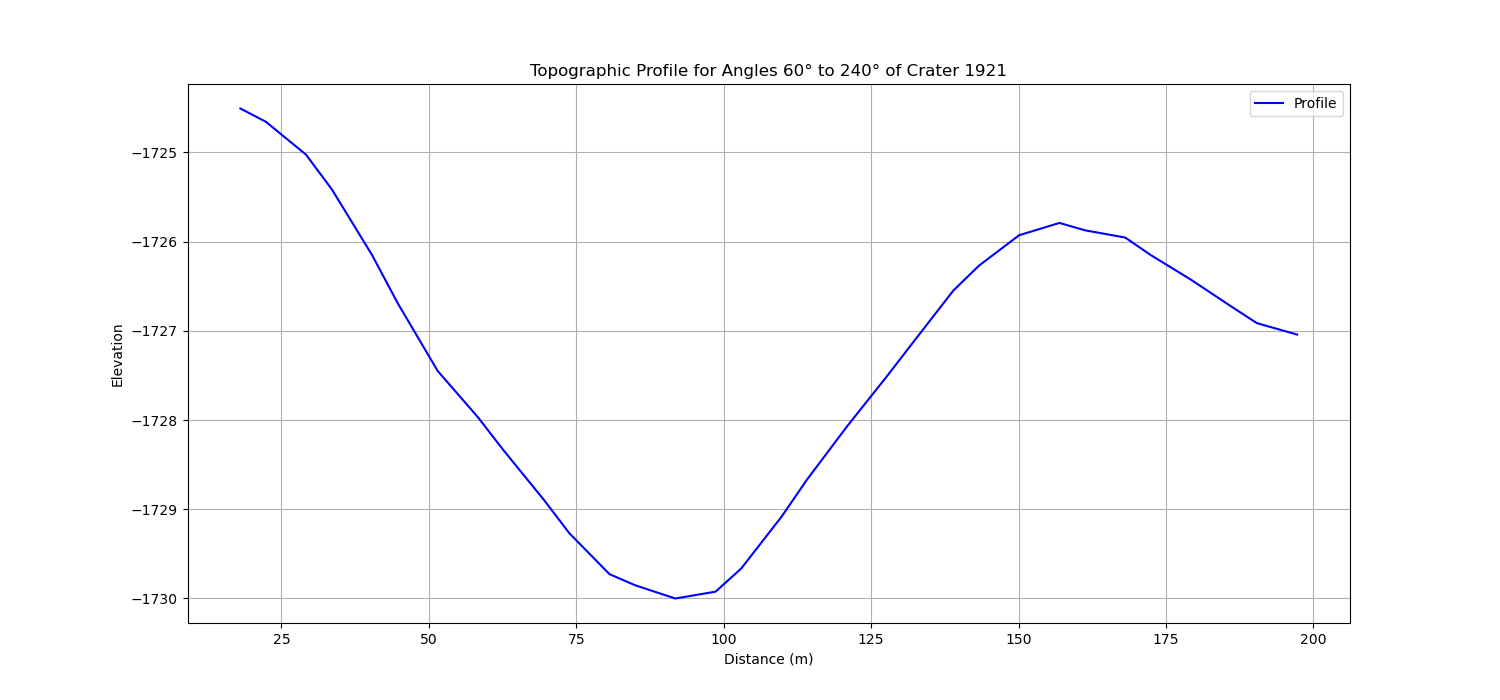 Topographic Profile for Angles 60° to 240° of Crater 1921
Profile
−1725
−1726
−1727
−1728
−1729
−1730
Elevation
25 50 75 100 125 150 175 200
Distance (m)